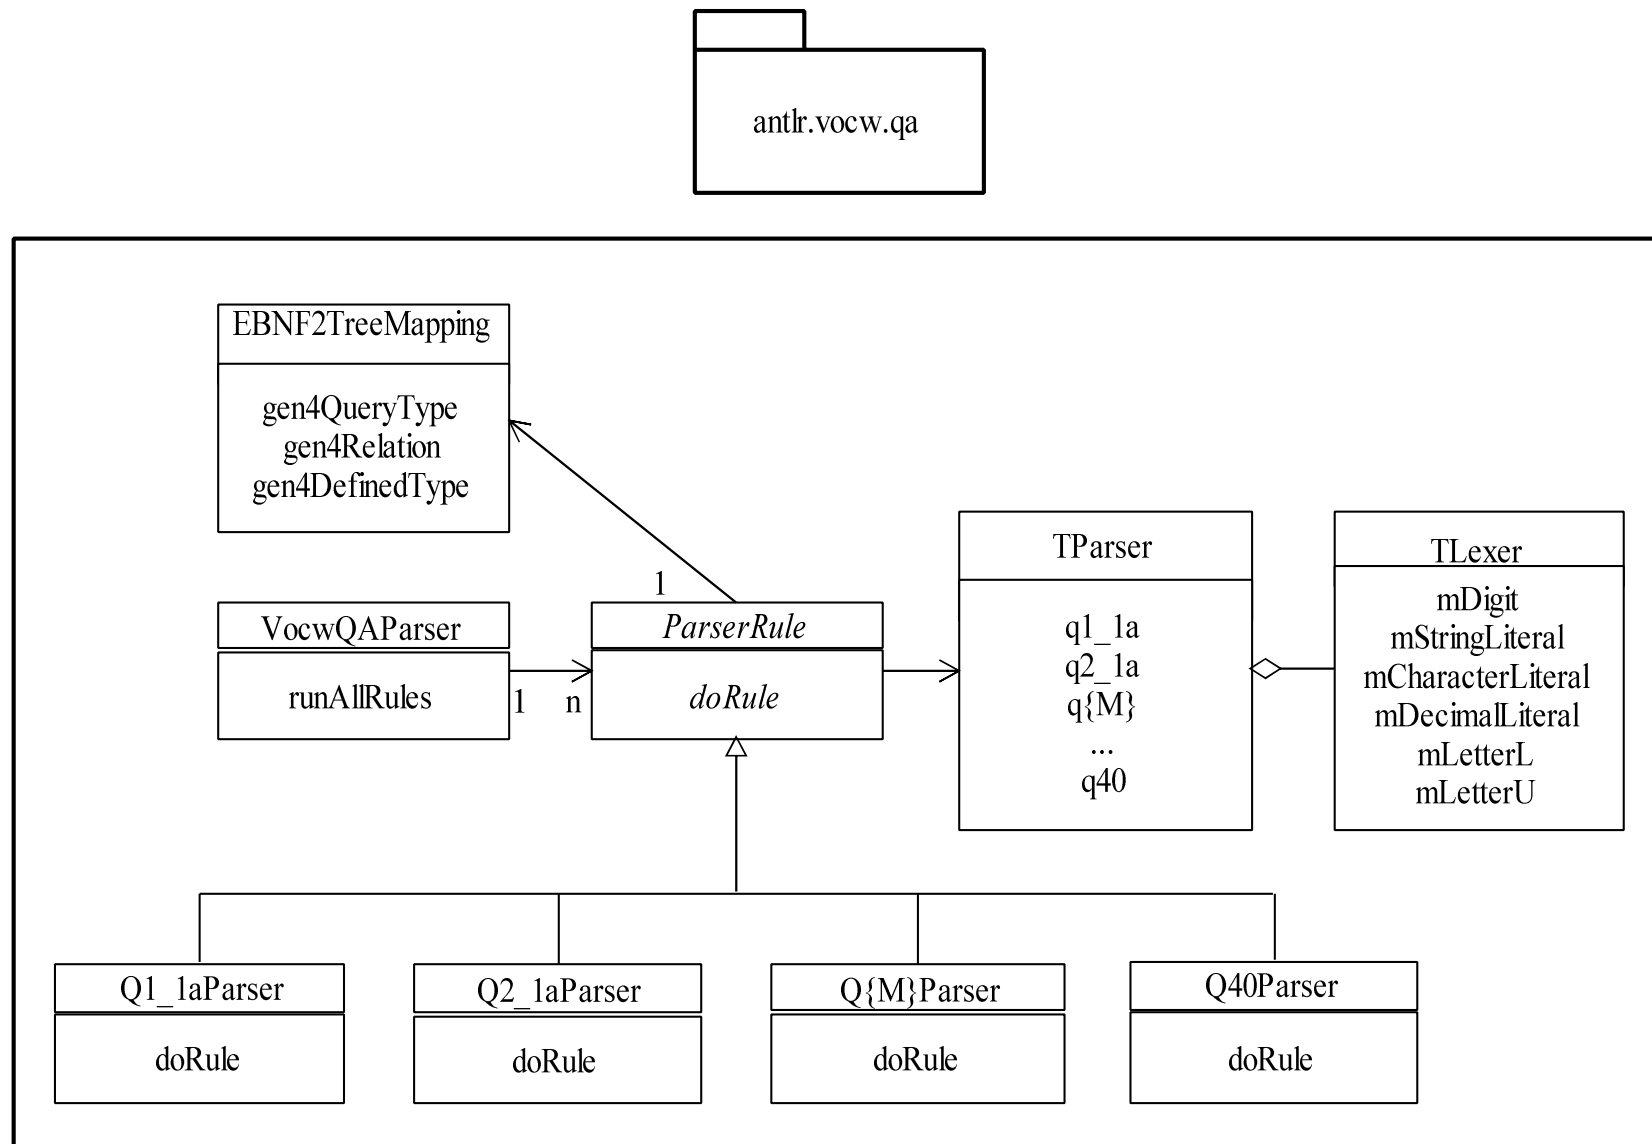 antlr.vocw.qa
EBNF2TreeMapping
gen4QueryType
gen4Relation
gen4DefinedType
1
VocwQAParser
runAllRules
1
n
ParserRule
doRule
TParser
q1_1a
q2_1a
q{M}
...
q40
TLexer
mDigit
mStringLiteral
mCharacterLiteral
mDecimalLiteral
mLetterL
mLetterU
Q1_1aParser
doRule
Q2_1aParser
doRule
Q{M}Parser
doRule
Q40Parser
doRule